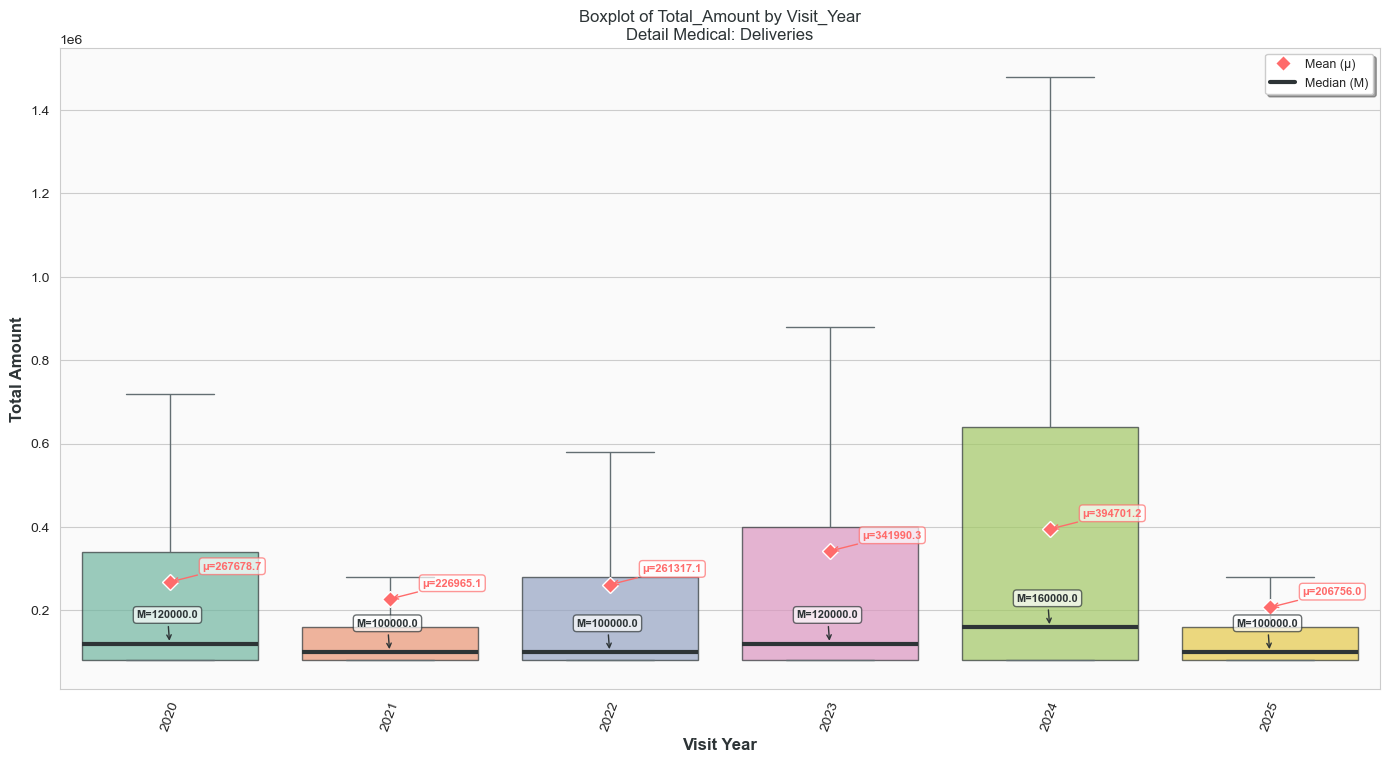 Boxplot of Total_Amount by Visit_Year
Detail Medical: Deliveries
1e6
Mean (μ)
Median (M)
1.4
1.2
1.0
0.8
0.6
0.4
0.2
Total Amount
μ=267678.7
M=120000.0
μ=226965.1
M=100000.0
μ=261317.1
M=100000.0
μ=341990.3
M=120000.0
μ=394701.2
M=160000.0
μ=206756.0
M=100000.0
2020
2021
2022
2023
2024
2025
Visit Year